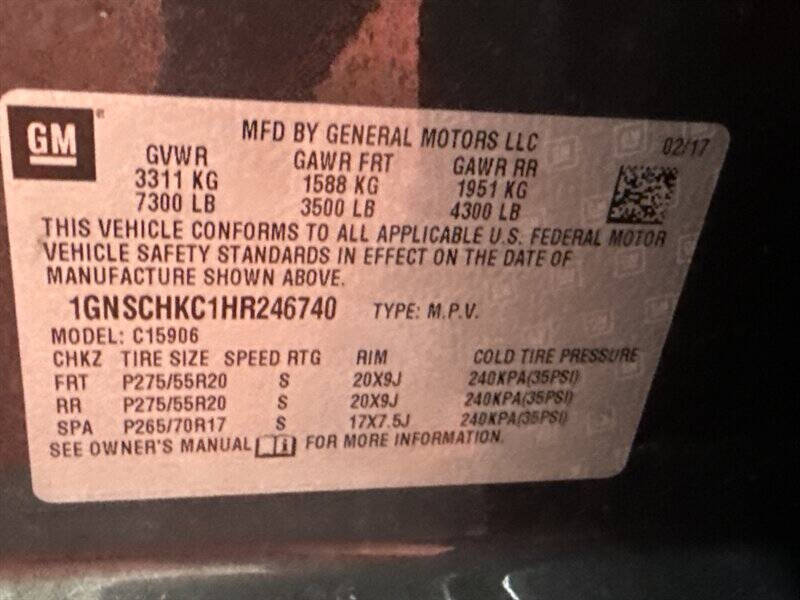 GM
MFD BY GENERAL MOTORS LLC 02/17
GVWR GAWR FRT GAWR RR
3311 KG 1588 KG 1951 KG
7300 LB 3500 LB 4300 LB
THIS VEHICLE CONFORMS TO ALL APPLICABLE U.S. FEDERAL MOTOR
VEHICLE SAFETY STANDARDS IN EFFECT ON THE DATE OF
MANUFACTURE SHOWN ABOVE.
1GNSCHKC1HR246740 TYPE: M.P.V.
MODEL: C15906
CHKZ TIRE SIZE SPEED RTG RIM COLD TIRE PRESSURE
FRT P275/55R20 S 20X9J 240KPA(35PSI)
RR P275/55R20 S 20X9J 240KPA(35PSI)
SPA P265/70R17 S 17X7.5J 240KPA(35PSI)
SEE OWNER'S MANUAL FOR MORE INFORMATION.